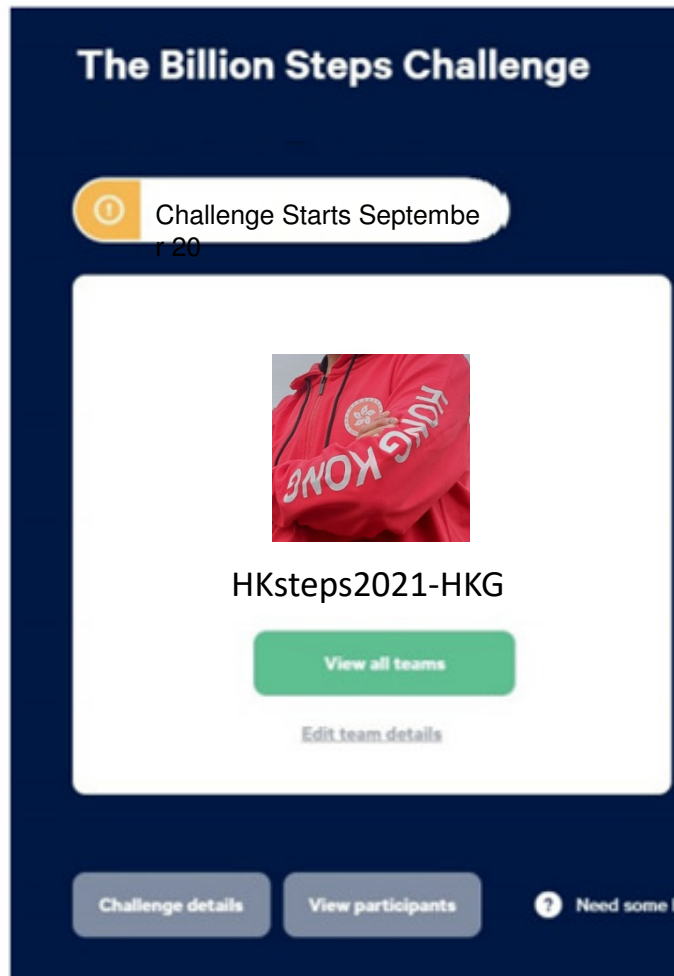 The Billion Steps Challenge
Challenge Starts Septembe
r 20
HONG KONG
HKsteps2021-HKG
View all teams
Edit team details
Challenge details
View participants
? Need some